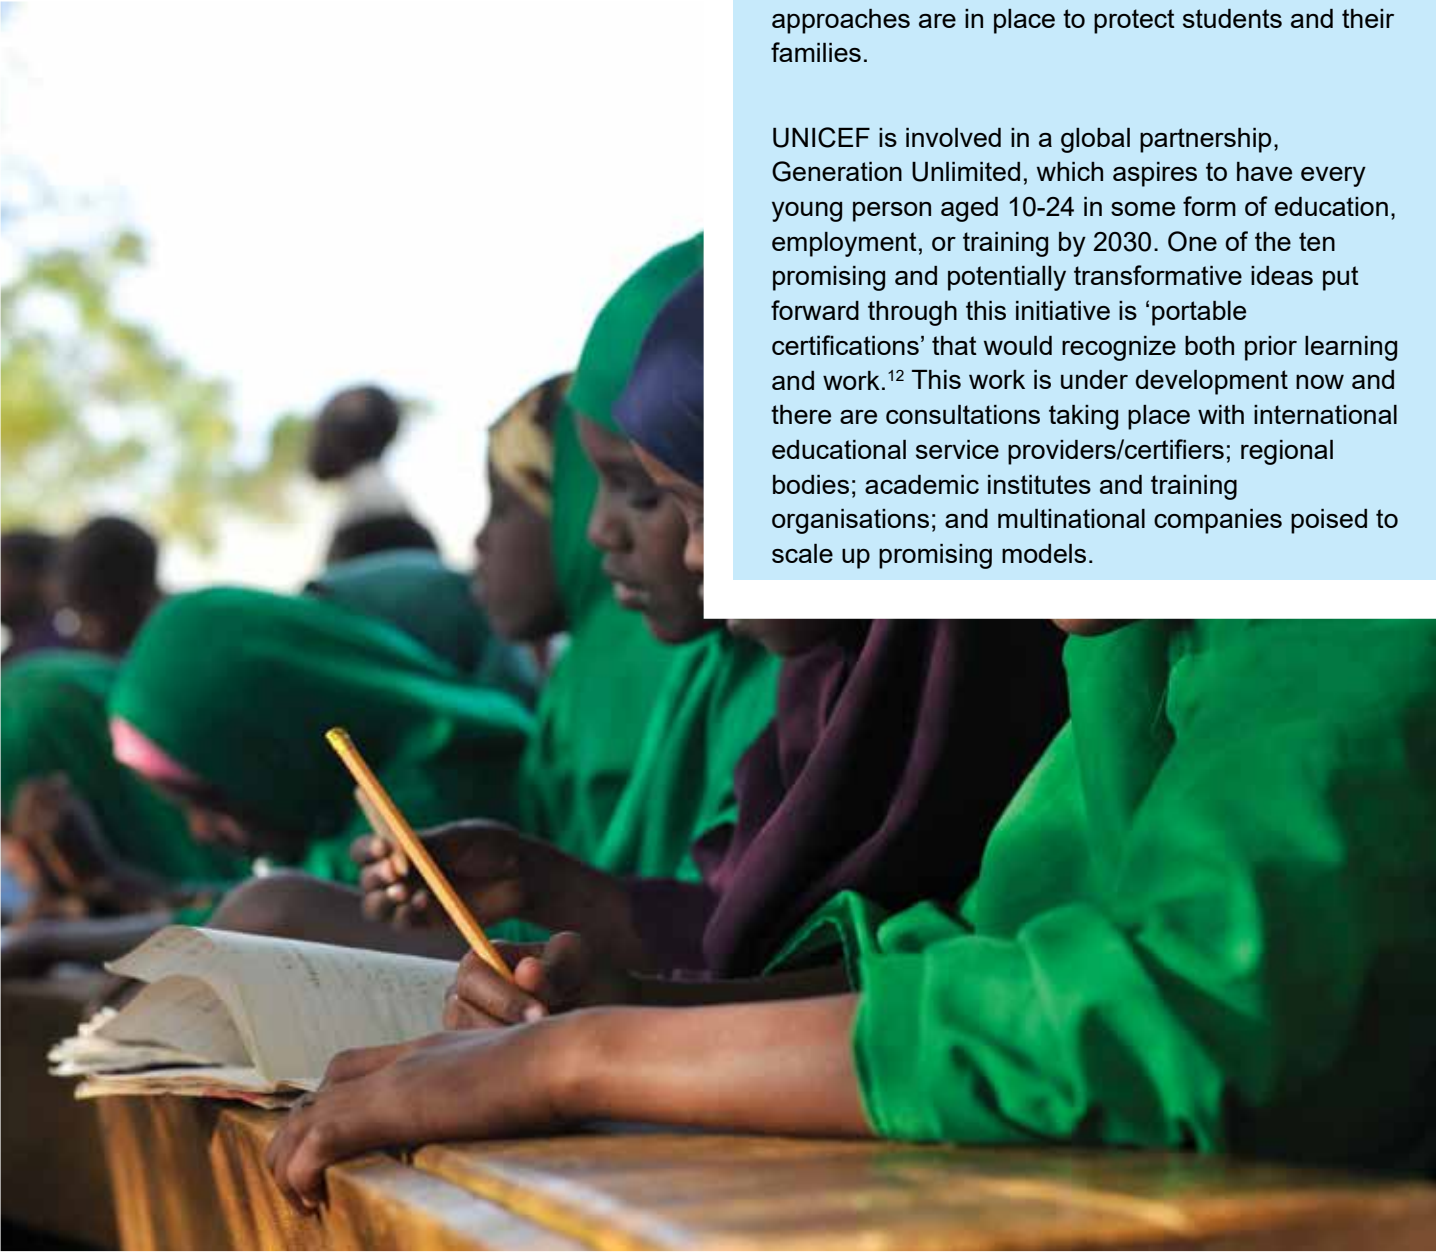 approaches are in place to protect students and their
families.
UNICEF is involved in a global partnership,
Generation Unlimited, which aspires to have every
young person aged 10-24 in some form of education,
employment, or training by 2030. One of the ten
promising and potentially transformative ideas put
forward through this initiative is ‘portable
certifications’ that would recognize both prior learning
and work.12 This work is under development now and
there are consultations taking place with international
educational service providers/certifiers; regional
bodies; academic institutes and training
organisations; and multinational companies poised to
scale up promising models.